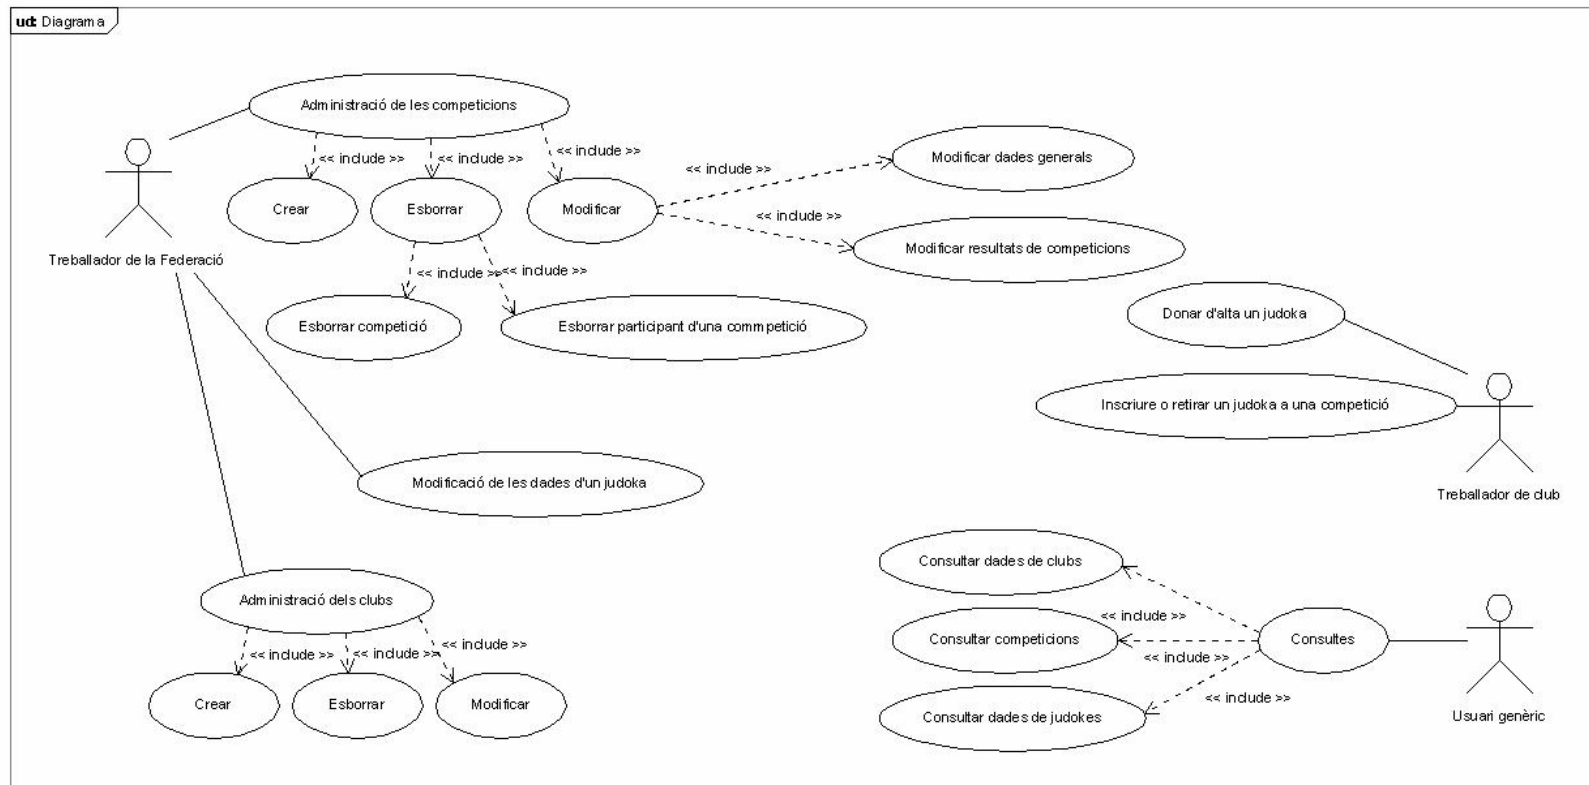 ud: Diagrama
Administració de les competicions
<< include >>
<< include >>
<< include >>
<< include >>
Modificar dades generals
Crear
Esborrar
Modificar
<< include >>
Modificar resultats de competicions
Treballador de la Federació
<< include >>
<< include >>
Esborrar competició
Esborrar participant d'una commpetició
Donar d'alta un judoka
Inscriure o retirar un judoka a una competició
Treballador de club
Modificació de les dades d'un judoka
Consultar dades de clubs
Administració dels clubs
<< include >>
<< include >>
<< include >>
<< include >>
Consultar competicions
Consultes
<< include >>
<< include >>
Crear
Esborrar
Modificar
Consultar dades de judokes
Usuari genèric